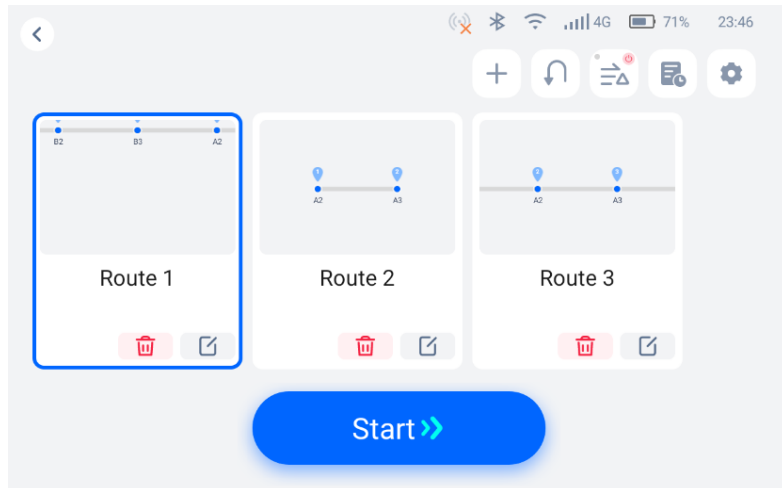 4G 71% 23:46
B2 B3 A2
A2 A3
A2 A3
Route 1 Route 2 Route 3
Start